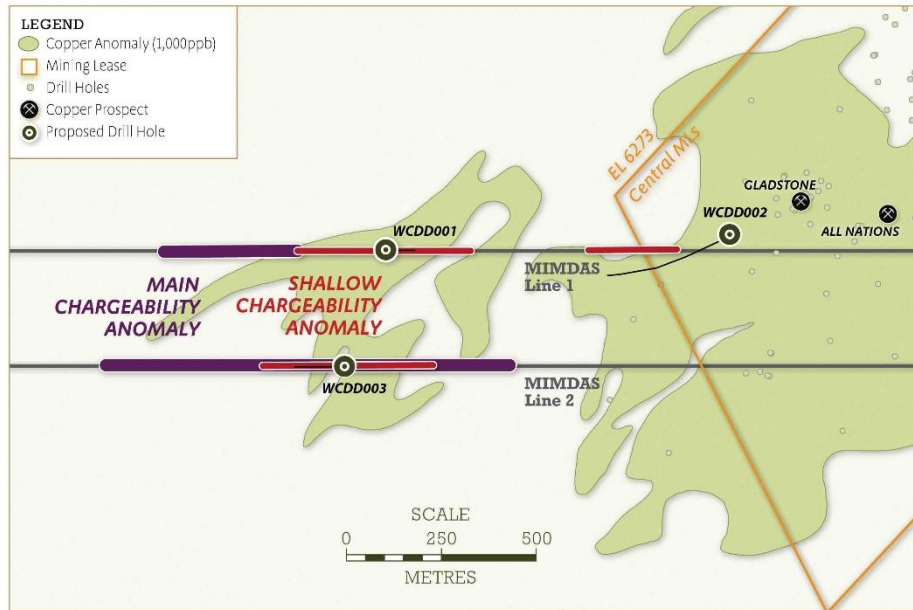 LEGEND
Copper Anomaly (1,000ppb)
Mining Lease
Drill Holes
Copper Prospect
Proposed Drill Hole
EL 6273
Central MLs
GLADSTONE
ALL NATIONS
WCDD001
WCDD002
MIMDAS
Line 1
MAIN
CHARGEABILITY
ANOMALY
SHALLOW
CHARGEABILITY
ANOMALY
WCDD003
MIMDAS
Line 2
SCALE
0 250 500
METRES